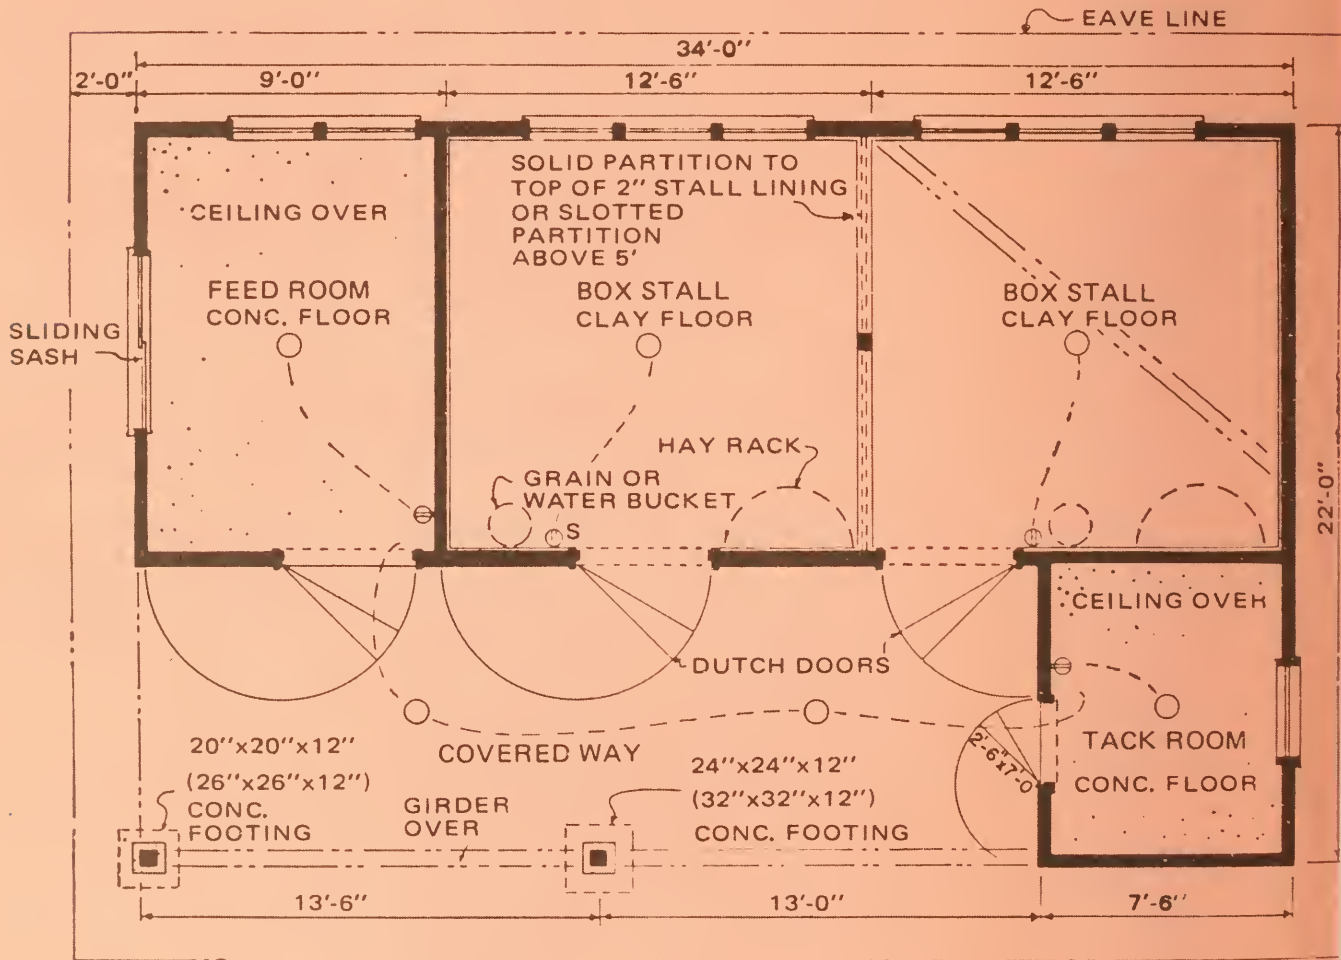 EAVE LINE
34'-0"
2'-0"
9'-0"
12'-6"
12'-6"
SOLID PARTITION TO
TOP OF 2" STALL LINING
OR SLOTTED
PARTITION
ABOVE 5'
CEILING OVER
FEED ROOM
CONC. FLOOR
BOX STALL
CLAY FLOOR
BOX STALL
CLAY FLOOR
SLIDING
SASH
HAY RACK
GRAIN OR
WATER BUCKET
S
22'-0"
CEILING OVER
DUTCH DOORS
2'-6"x7'-0
TACK ROOM
CONC. FLOOR
COVERED WAY
20"x20"x12"
(26"x26"x12")
CONC.
FOOTING
GIRDER
OVER
24"x24"x12"
(32"x32"x12")
CONC. FOOTING
13'-6"
13'-0"
7'-6"